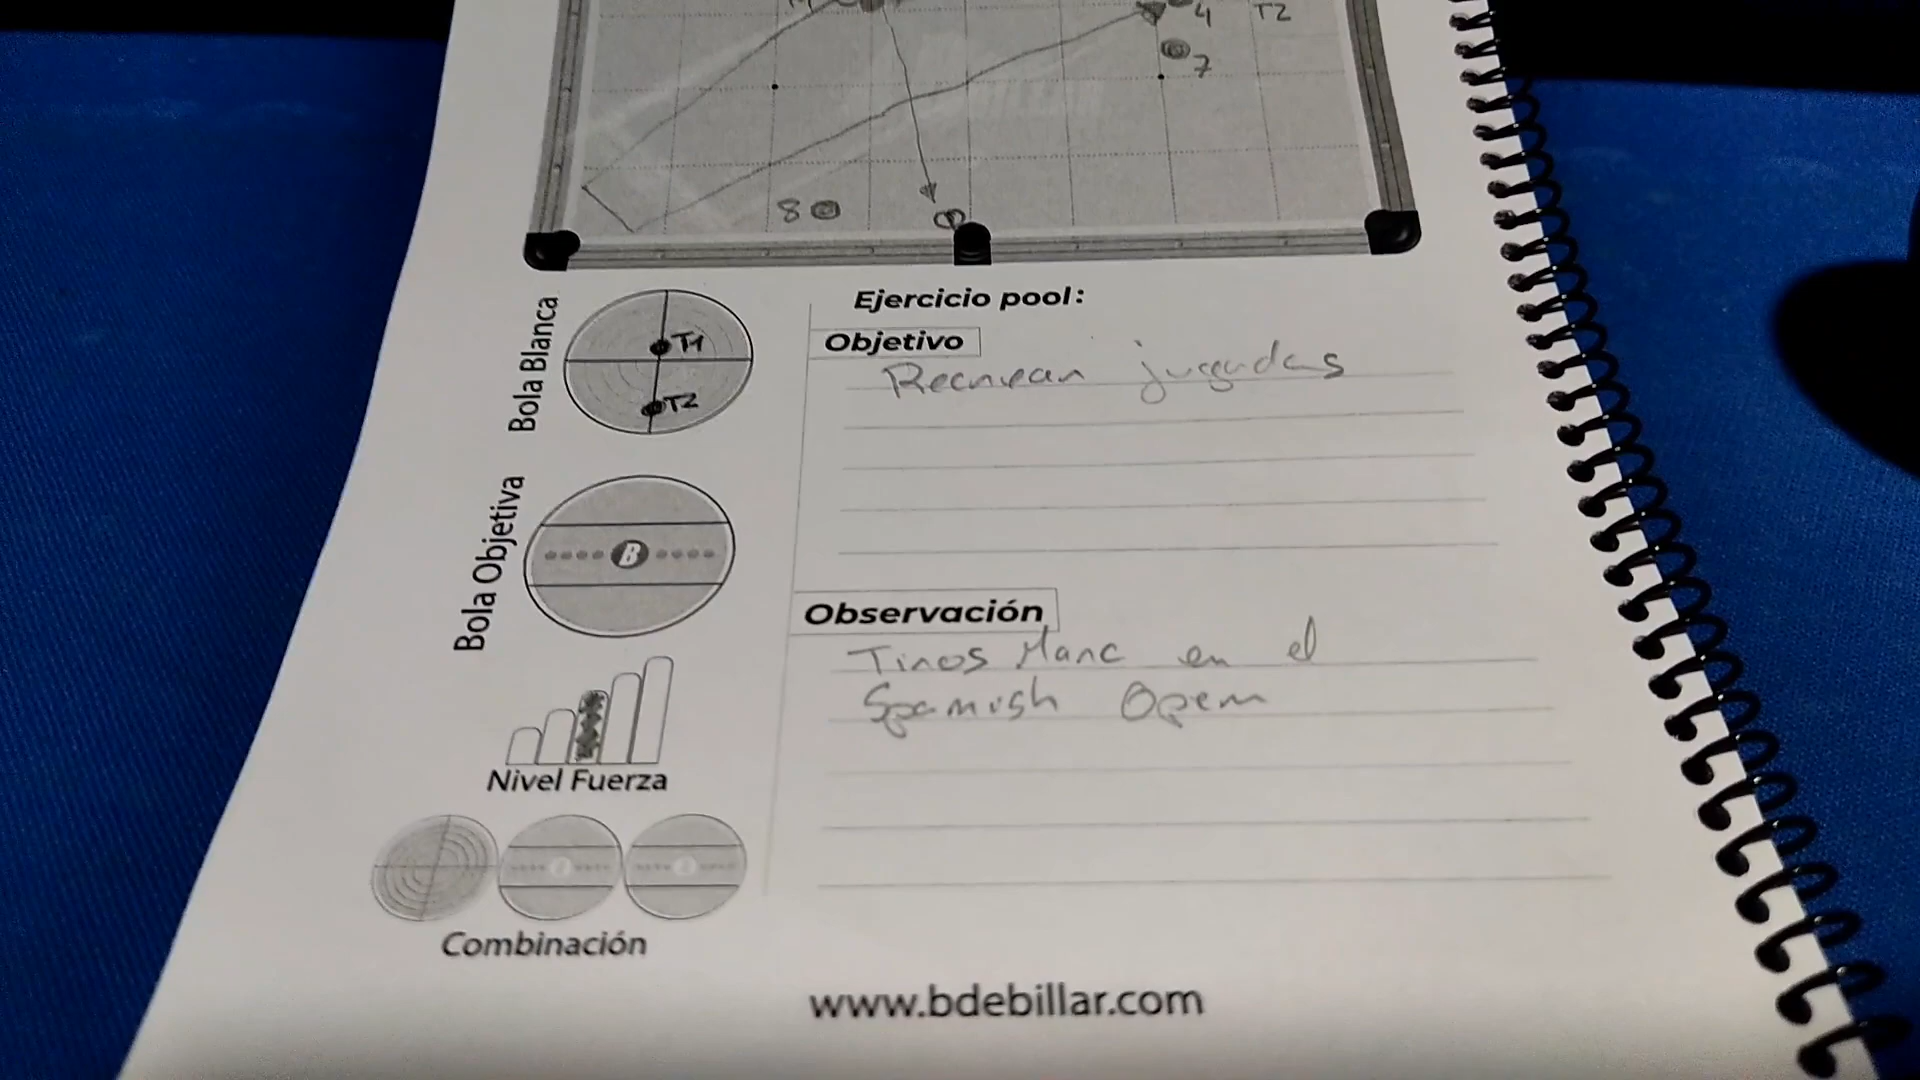 4 T2
7
8
Bola Blanca
T1
T2
Ejercicio pool:
Objetivo
Recrean jugadas
Bola Objetiva
B
Observación
Tiros Marc en el
Spanish Open
Nivel Fuerza
Combinación
www.bdebillar.com